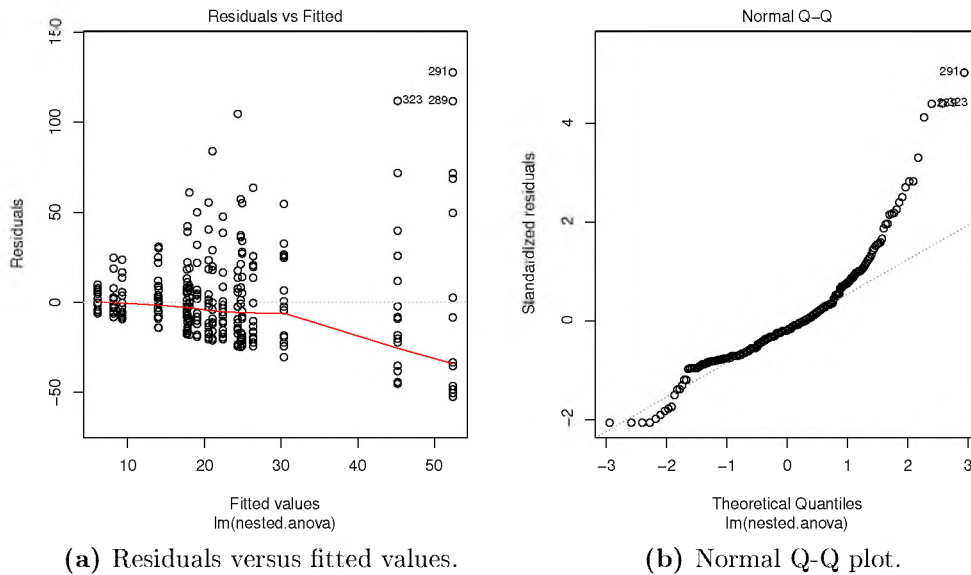 Residuals vs Fitted
Residuals
150
100
50
0
−50
291
323 289
10 20 30 40 50
Fitted values
lm(nested.anova)
(a) Residuals versus fitted values.
Normal Q−Q
Standardized residuals
4
2
0
−2
291
323
−3 −2 −1 0 1 2 3
Theoretical Quantiles
lm(nested.anova)
(b) Normal Q-Q plot.